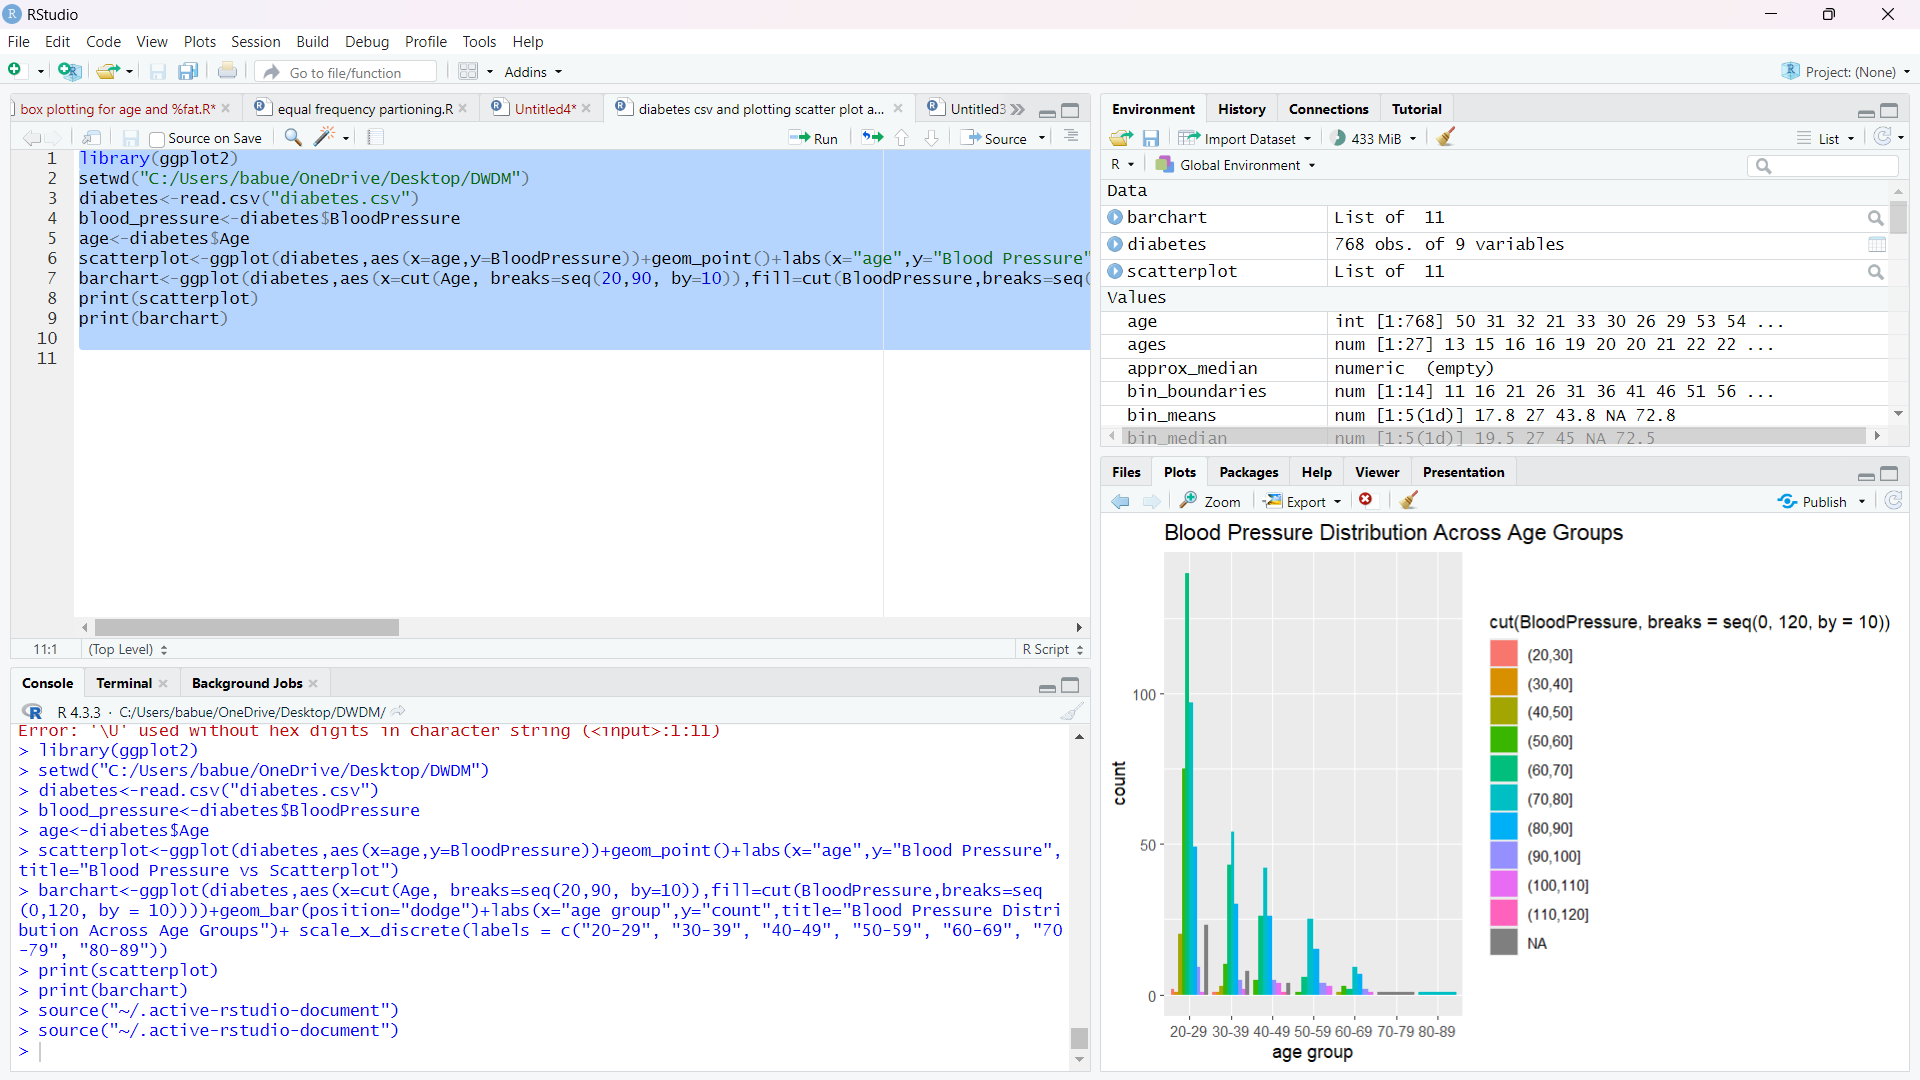 RStudio
File Edit Code View Plots Session Build Debug Profile Tools Help
Go to file/function Addins Project: (None)
box plotting for age and %fat.R* equal frequency partioning.R Untitled4* diabetes csv and plotting scatter plot a... Untitled3
Source on Save Run Source
1 library(ggplot2)
2 setwd("C:/Users/babue/OneDrive/Desktop/DWDM")
3 diabetes<-read.csv("diabetes.csv")
4 blood_pressure<-diabetes$BloodPressure
5 age<-diabetes$Age
6 scatterplot<-ggplot(diabetes,aes(x=age,y=BloodPressure))+geom_point()+labs(x="age",y="Blood Pressure"
7 barchart<-ggplot(diabetes,aes(x=cut(Age, breaks=seq(20,90, by=10)),fill=cut(BloodPressure,breaks=seq(
8 print(scatterplot)
9 print(barchart)
10
11
11:1 (Top Level) R Script
Console Terminal Background Jobs
R 4.3.3 · C:/Users/babue/OneDrive/Desktop/DWDM/
Error: '\U' used without hex digits in character string (<input>:1:11)
> library(ggplot2)
> setwd("C:/Users/babue/OneDrive/Desktop/DWDM")
> diabetes<-read.csv("diabetes.csv")
> blood_pressure<-diabetes$BloodPressure
> age<-diabetes$Age
> scatterplot<-ggplot(diabetes,aes(x=age,y=BloodPressure))+geom_point()+labs(x="age",y="Blood Pressure",
title="Blood Pressure vs Scatterplot")
> barchart<-ggplot(diabetes,aes(x=cut(Age, breaks=seq(20,90, by=10)),fill=cut(BloodPressure,breaks=seq
(0,120, by = 10))))+geom_bar(position="dodge")+labs(x="age group",y="count",title="Blood Pressure Distri
bution Across Age Groups")+ scale_x_discrete(labels = c("20-29", "30-39", "40-49", "50-59", "60-69", "70
-79", "80-89"))
> print(scatterplot)
> print(barchart)
> source("~/.active-rstudio-document")
> source("~/.active-rstudio-document")
>
Environment History Connections Tutorial
Import Dataset 433 MiB List
R Global Environment
Data
barchart List of 11
diabetes 768 obs. of 9 variables
scatterplot List of 11
Values
age int [1:768] 50 31 32 21 33 30 26 29 53 54 ...
ages num [1:27] 13 15 16 16 19 20 20 21 22 22 ...
approx_median numeric (empty)
bin_boundaries num [1:14] 11 16 21 26 31 36 41 46 51 56 ...
bin_means num [1:5(1d)] 17.8 27 43.8 NA 72.8
bin_median num [1:5(1d)] 19.5 27 45 NA 72.5
Files Plots Packages Help Viewer Presentation
Zoom Export Publish
Blood Pressure Distribution Across Age Groups
cut(BloodPressure, breaks = seq(0, 120, by = 10))
(20,30]
(30,40]
(40,50]
(50,60]
(60,70]
(70,80]
(80,90]
(90,100]
(100,110]
(110,120]
NA
count
100
50
0
20-29 30-39 40-49 50-59 60-69 70-79 80-89
age group